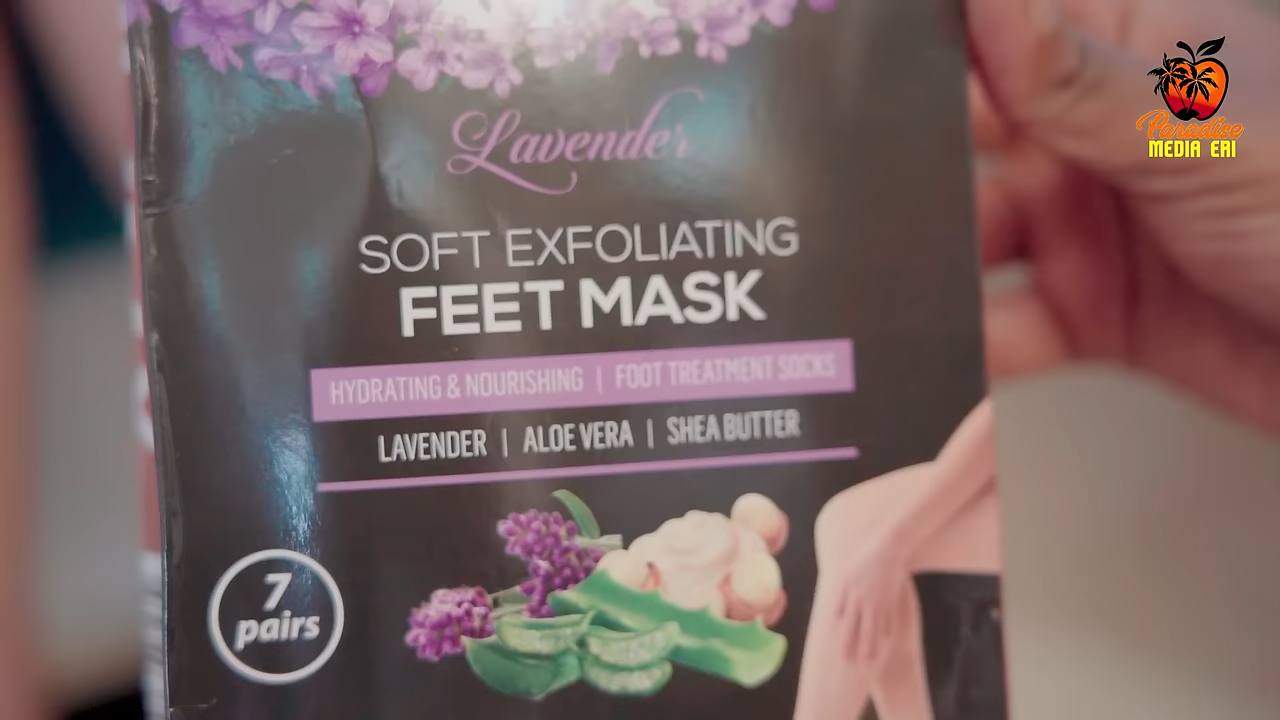 Paradise
MEDIA ERI
Lavender
SOFT EXFOLIATING
FEET MASK
HYDRATING & NOURISHING | FOOT TREATMENT SOCKS
LAVENDER | ALOE VERA | SHEA BUTTER
7
pairs